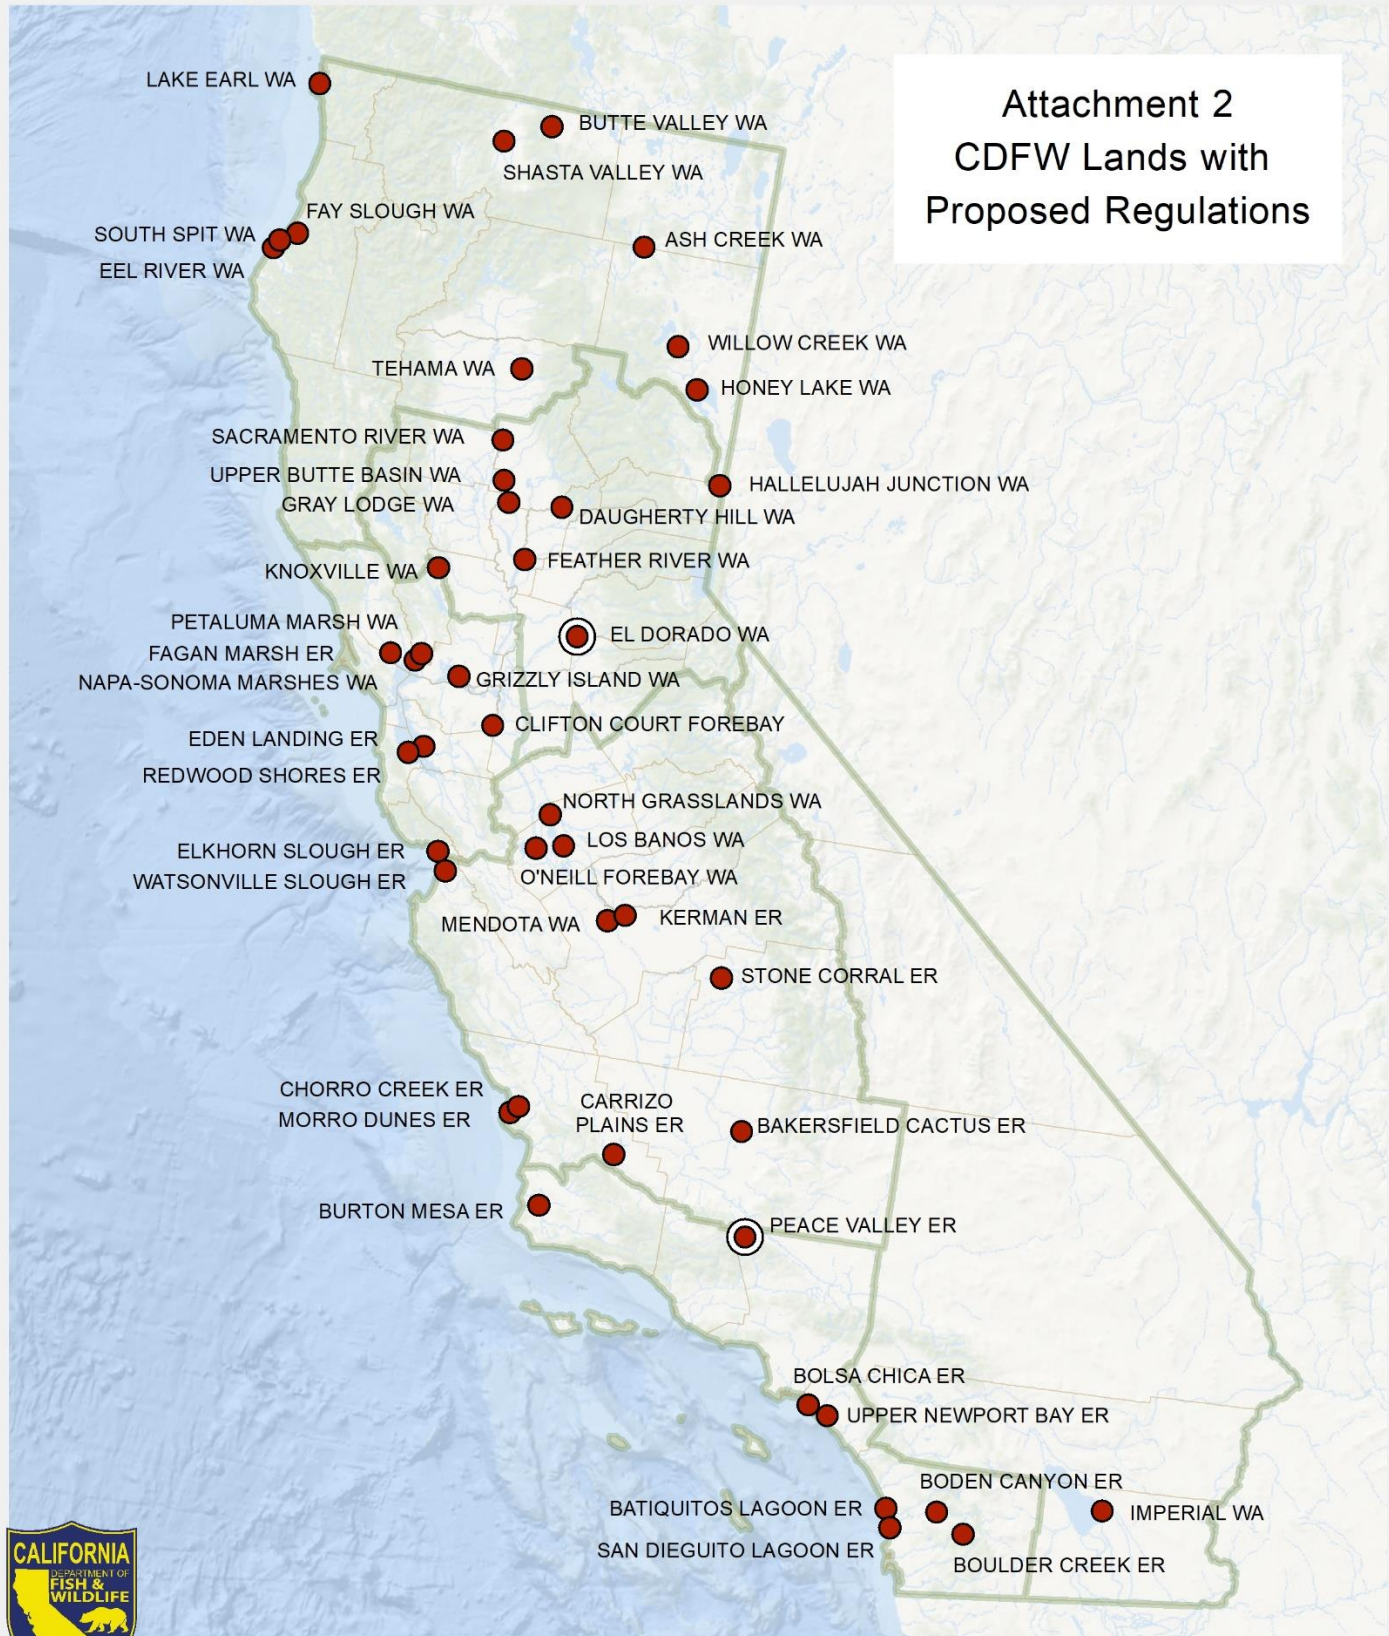 Attachment 2
CDFW Lands with
Proposed Regulations
LAKE EARL WA
BUTTE VALLEY WA
SHASTA VALLEY WA
FAY SLOUGH WA
SOUTH SPIT WA
EEL RIVER WA
ASH CREEK WA
WILLOW CREEK WA
TEHAMA WA
HONEY LAKE WA
SACRAMENTO RIVER WA
UPPER BUTTE BASIN WA
HALLELUJAH JUNCTION WA
GRAY LODGE WA
DAUGHERTY HILL WA
FEATHER RIVER WA
KNOXVILLE WA
PETALUMA MARSH WA
EL DORADO WA
FAGAN MARSH ER
NAPA-SONOMA MARSHES WA
GRIZZLY ISLAND WA
CLIFTON COURT FOREBAY
EDEN LANDING ER
REDWOOD SHORES ER
NORTH GRASSLANDS WA
LOS BANOS WA
ELKHORN SLOUGH ER
O'NEILL FOREBAY WA
WATSONVILLE SLOUGH ER
MENDOTA WA
KERMAN ER
STONE CORRAL ER
CHORRO CREEK ER
MORRO DUNES ER
CARRIZO
PLAINS ER
BAKERSFIELD CACTUS ER
BURTON MESA ER
PEACE VALLEY ER
BOLSA CHICA ER
UPPER NEWPORT BAY ER
BODEN CANYON ER
BATIQUITOS LAGOON ER
IMPERIAL WA
SAN DIEGUITO LAGOON ER
BOULDER CREEK ER
CALIFORNIA
DEPARTMENT OF
FISH &
WILDLIFE